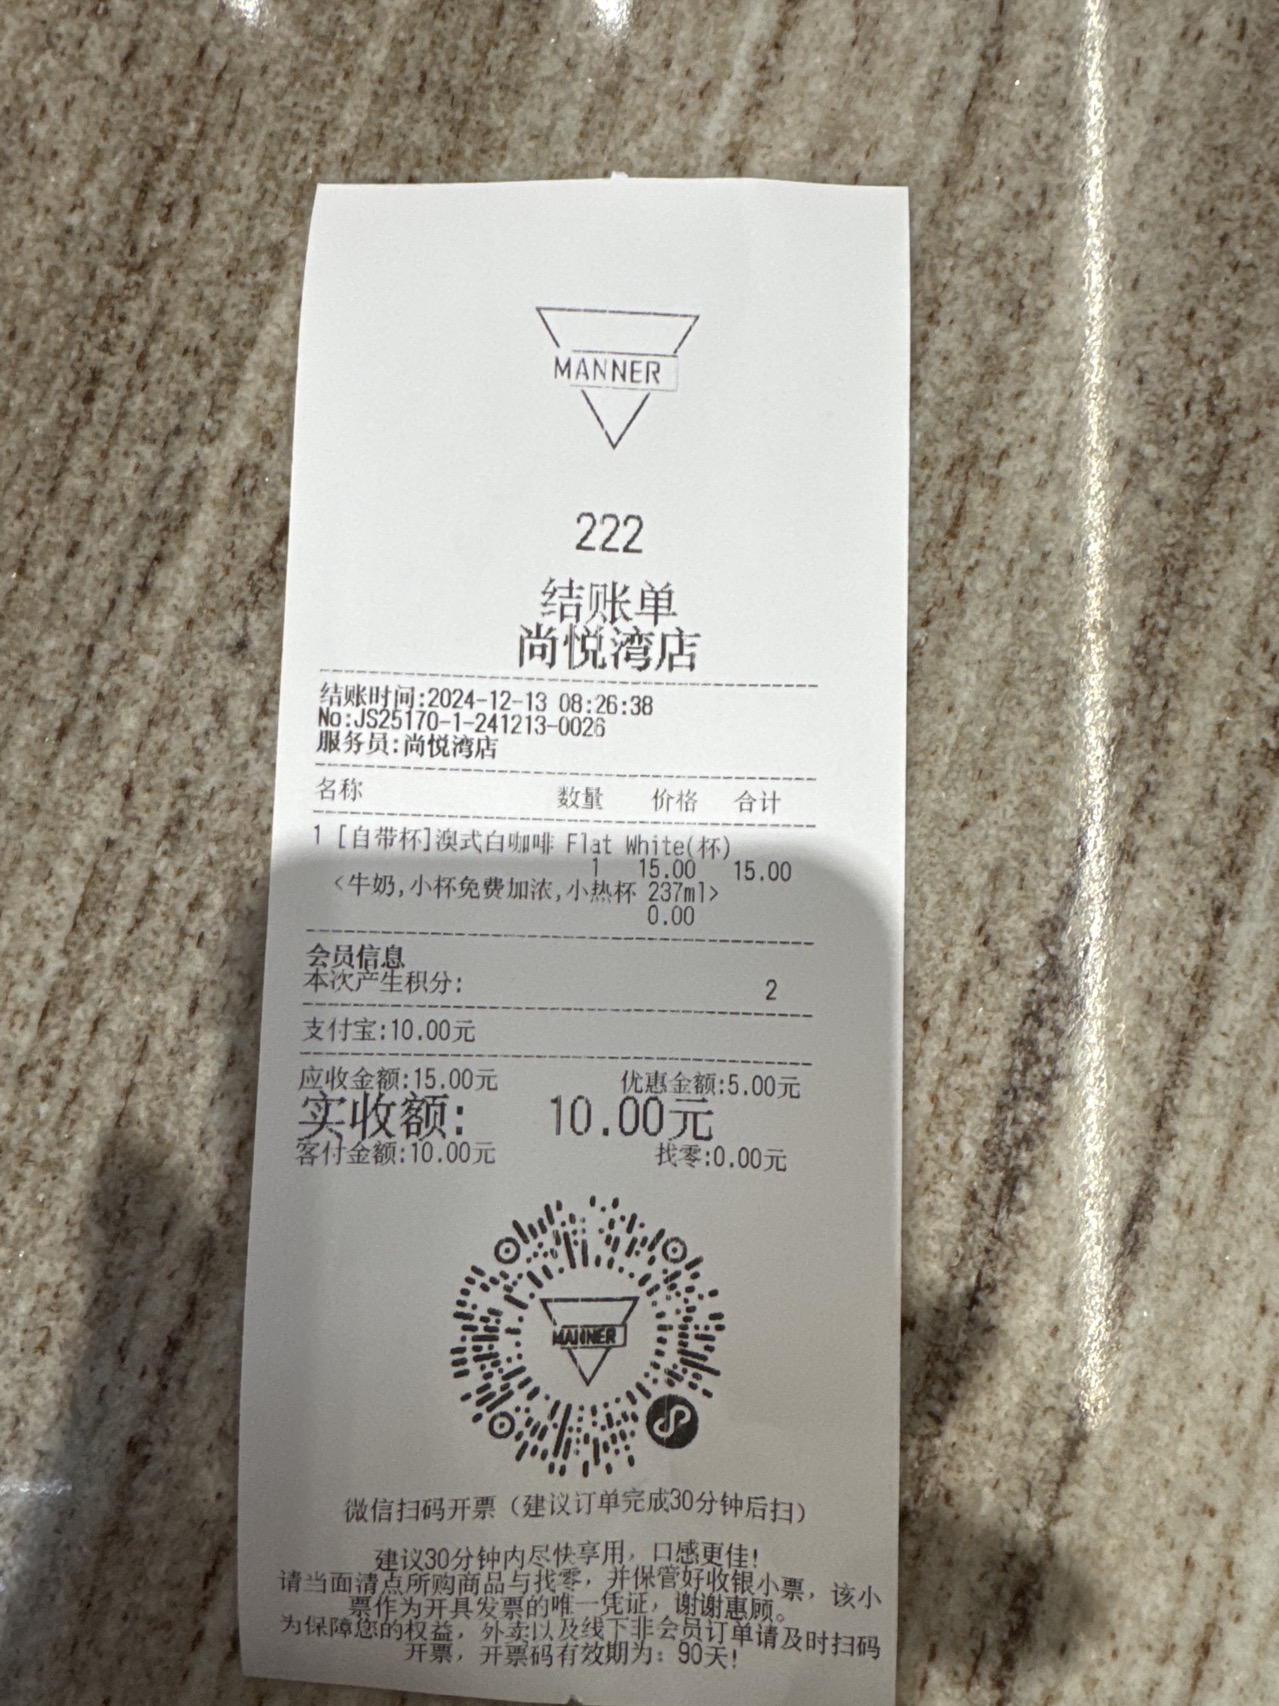 MANNER
222
结账单
尚悦湾店
结账时间:2024-12-13 08:26:38
No:JS25170-1-241213-0026
服务员:尚悦湾店
名称 数量 价格 合计
1 [自带杯]澳式白咖啡 Flat White(杯)
1 15.00 15.00
<牛奶,小杯免费加浓,小热杯 237ml>
0.00
会员信息
本次产生积分: 2
支付宝:10.00元
应收金额:15.00元 优惠金额:5.00元
实收额: 10.00元
客付金额:10.00元 找零:0.00元
MANNER
微信扫码开票（建议订单完成30分钟后扫）
建议30分钟内尽快享用，口感更佳!
请当面清点所购商品与找零，并保管好收银小票，该小
票作为开具发票的唯一凭证，谢谢惠顾。
为保障您的权益，外卖以及线下非会员订单请及时扫码
开票，开票码有效期为：90天!